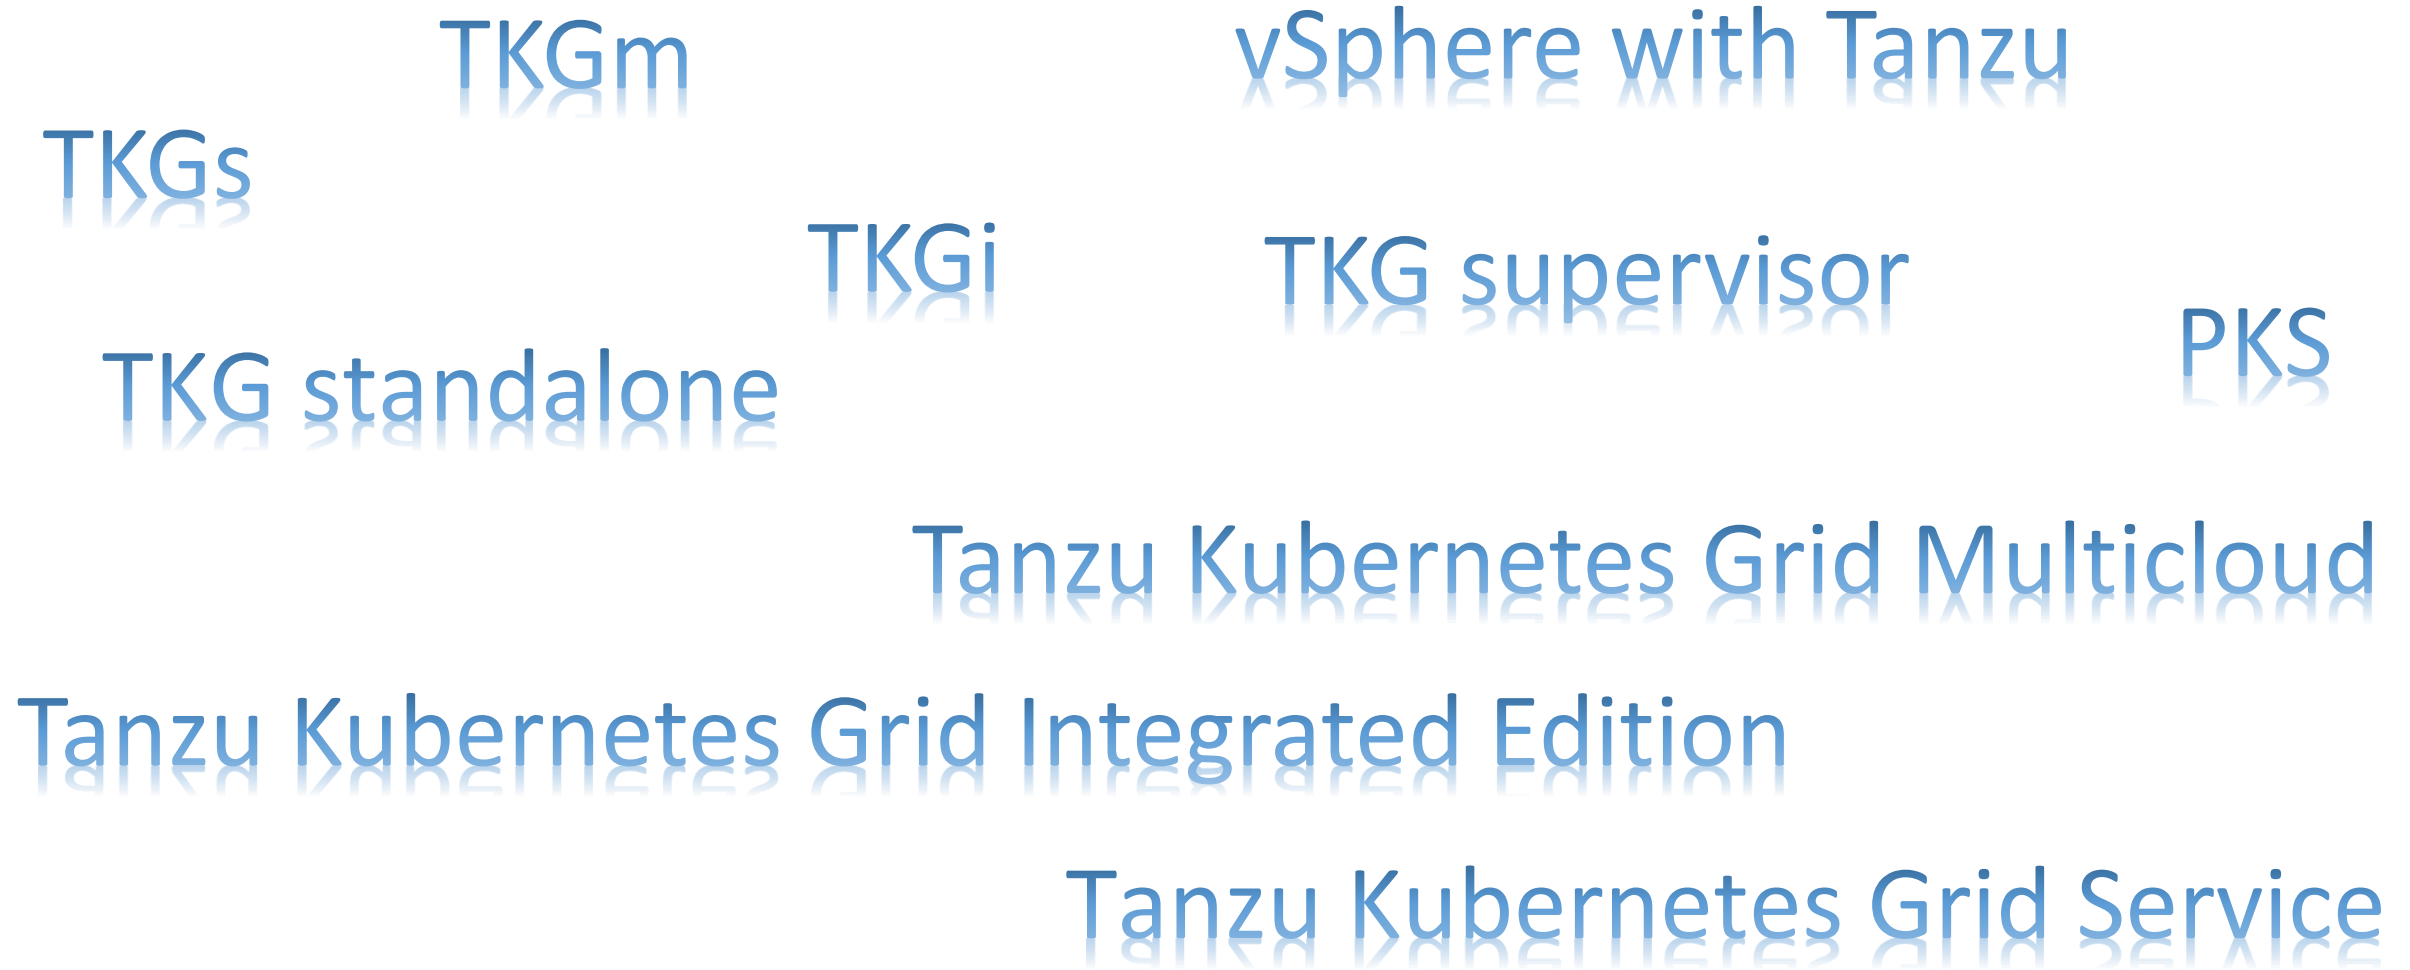 TKGm
vSphere with Tanzu
TKGs
TKGi
TKG supervisor
PKS
TKG standalone
Tanzu Kubernetes Grid Multicloud
Tanzu Kubernetes Grid Integrated Edition
Tanzu Kubernetes Grid Service